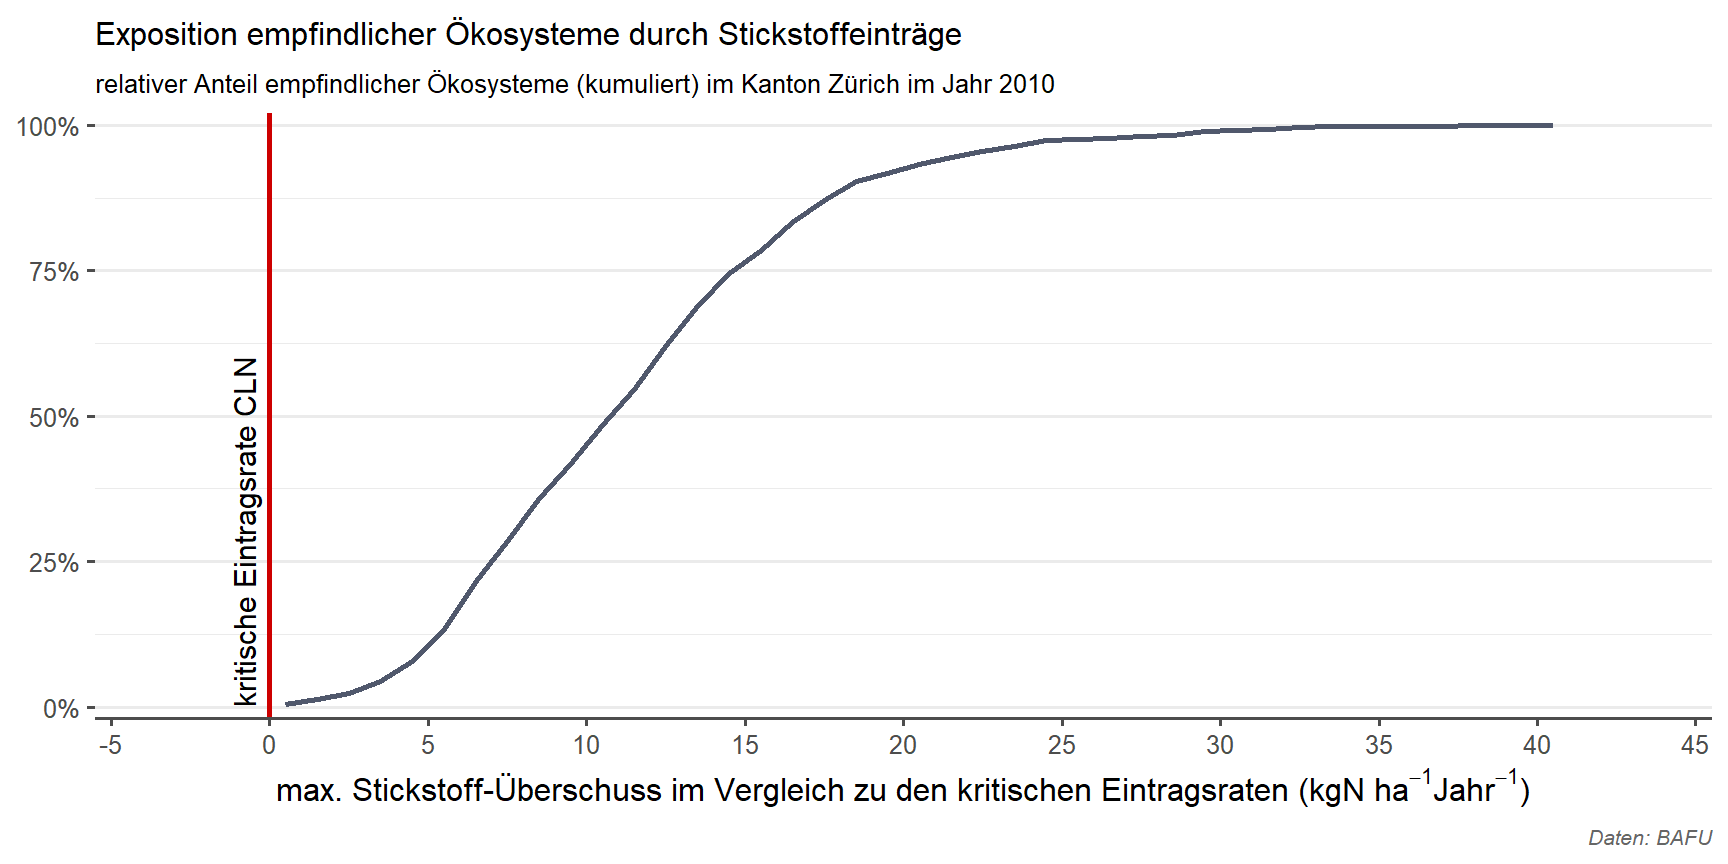 Exposition empfindlicher Ökosysteme durch Stickstoffeinträge
relativer Anteil empfindlicher Ökosysteme (kumuliert) im Kanton Zürich im Jahr 2010
100%
75%
50%
25%
0%
kritische Eintragsrate CLN
-5 0 5 10 15 20 25 30 35 40 45
max. Stickstoff-Überschuss im Vergleich zu den kritischen Eintragsraten (kgN ha⁻¹Jahr⁻¹)
Daten: BAFU